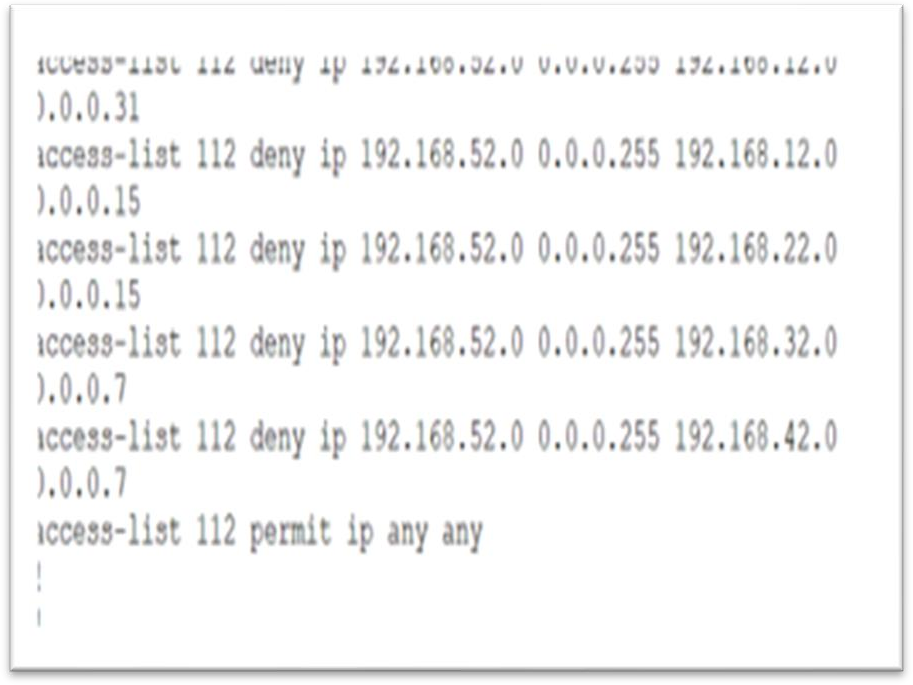 access-list 112 deny ip 192.168.52.0 0.0.0.255 192.168.12.0
0.0.0.31
access-list 112 deny ip 192.168.52.0 0.0.0.255 192.168.12.0
0.0.0.15
access-list 112 deny ip 192.168.52.0 0.0.0.255 192.168.22.0
0.0.0.15
access-list 112 deny ip 192.168.52.0 0.0.0.255 192.168.32.0
0.0.0.7
access-list 112 deny ip 192.168.52.0 0.0.0.255 192.168.42.0
0.0.0.7
access-list 112 permit ip any any
!